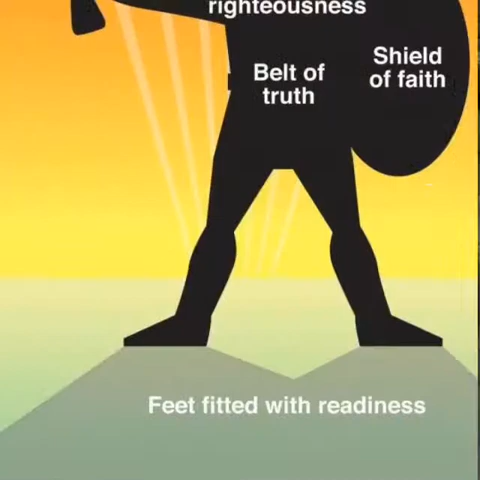 righteousness
Belt of
truth
Shield
of faith
Feet fitted with readiness